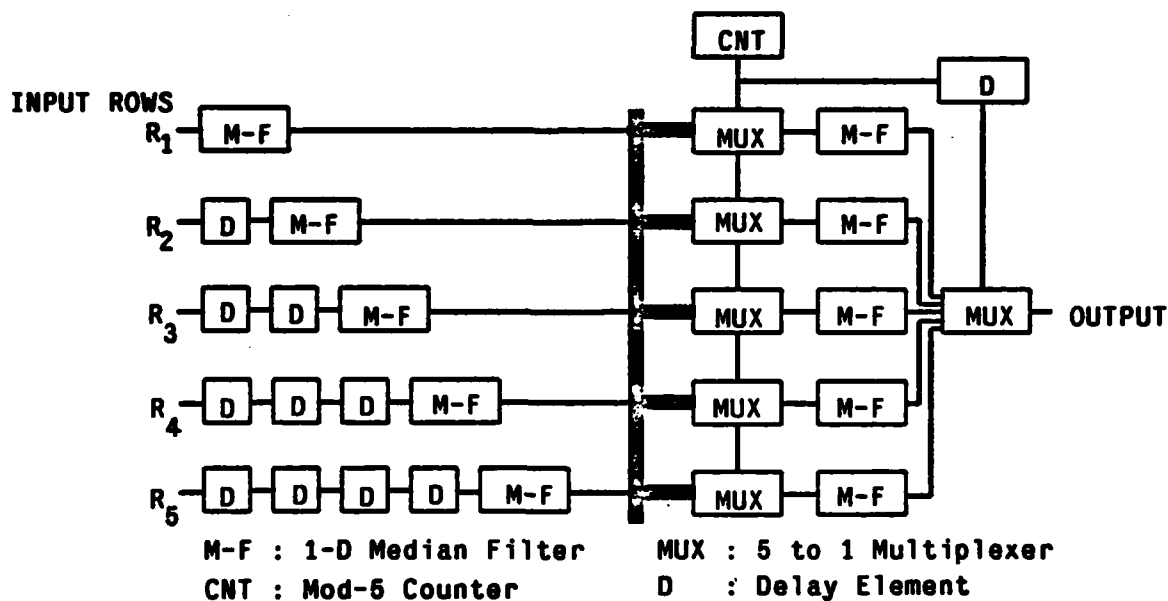 CNT
D
INPUT ROWS
R1 M-F MUX M-F
R2 D M-F MUX M-F
R3 D D M-F MUX M-F MUX OUTPUT
R4 D D D M-F MUX M-F
R5 D D D D M-F MUX M-F
M-F : 1-D Median Filter MUX : 5 to 1 Multiplexer
CNT : Mod-5 Counter D : Delay Element